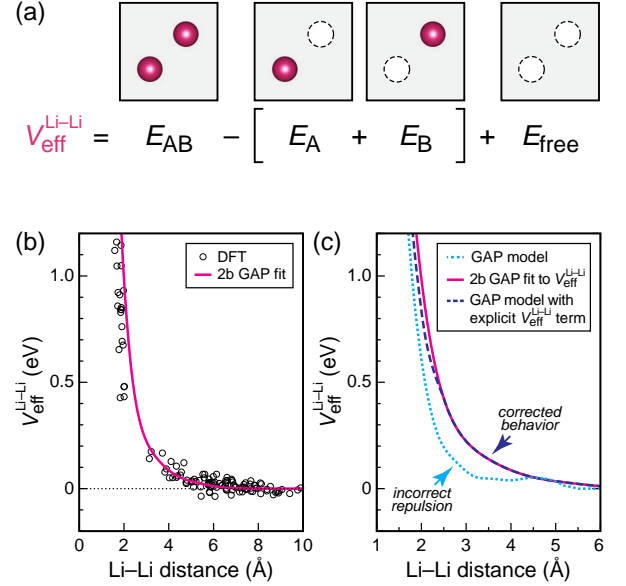 (a)
V_eff^Li–Li = E_AB – [ E_A + E_B ] + E_free
(b)
V_eff^Li–Li (eV)
1.0
0.5
0
DFT
2b GAP fit
0 2 4 6 8 10
Li–Li distance (Å)
(c)
V_eff^Li–Li (eV)
1.0
0.5
0
GAP model
2b GAP fit to V_eff^Li–Li
GAP model with
explicit V_eff^Li–Li term
corrected
behavior
incorrect
repulsion
1 2 3 4 5 6
Li–Li distance (Å)